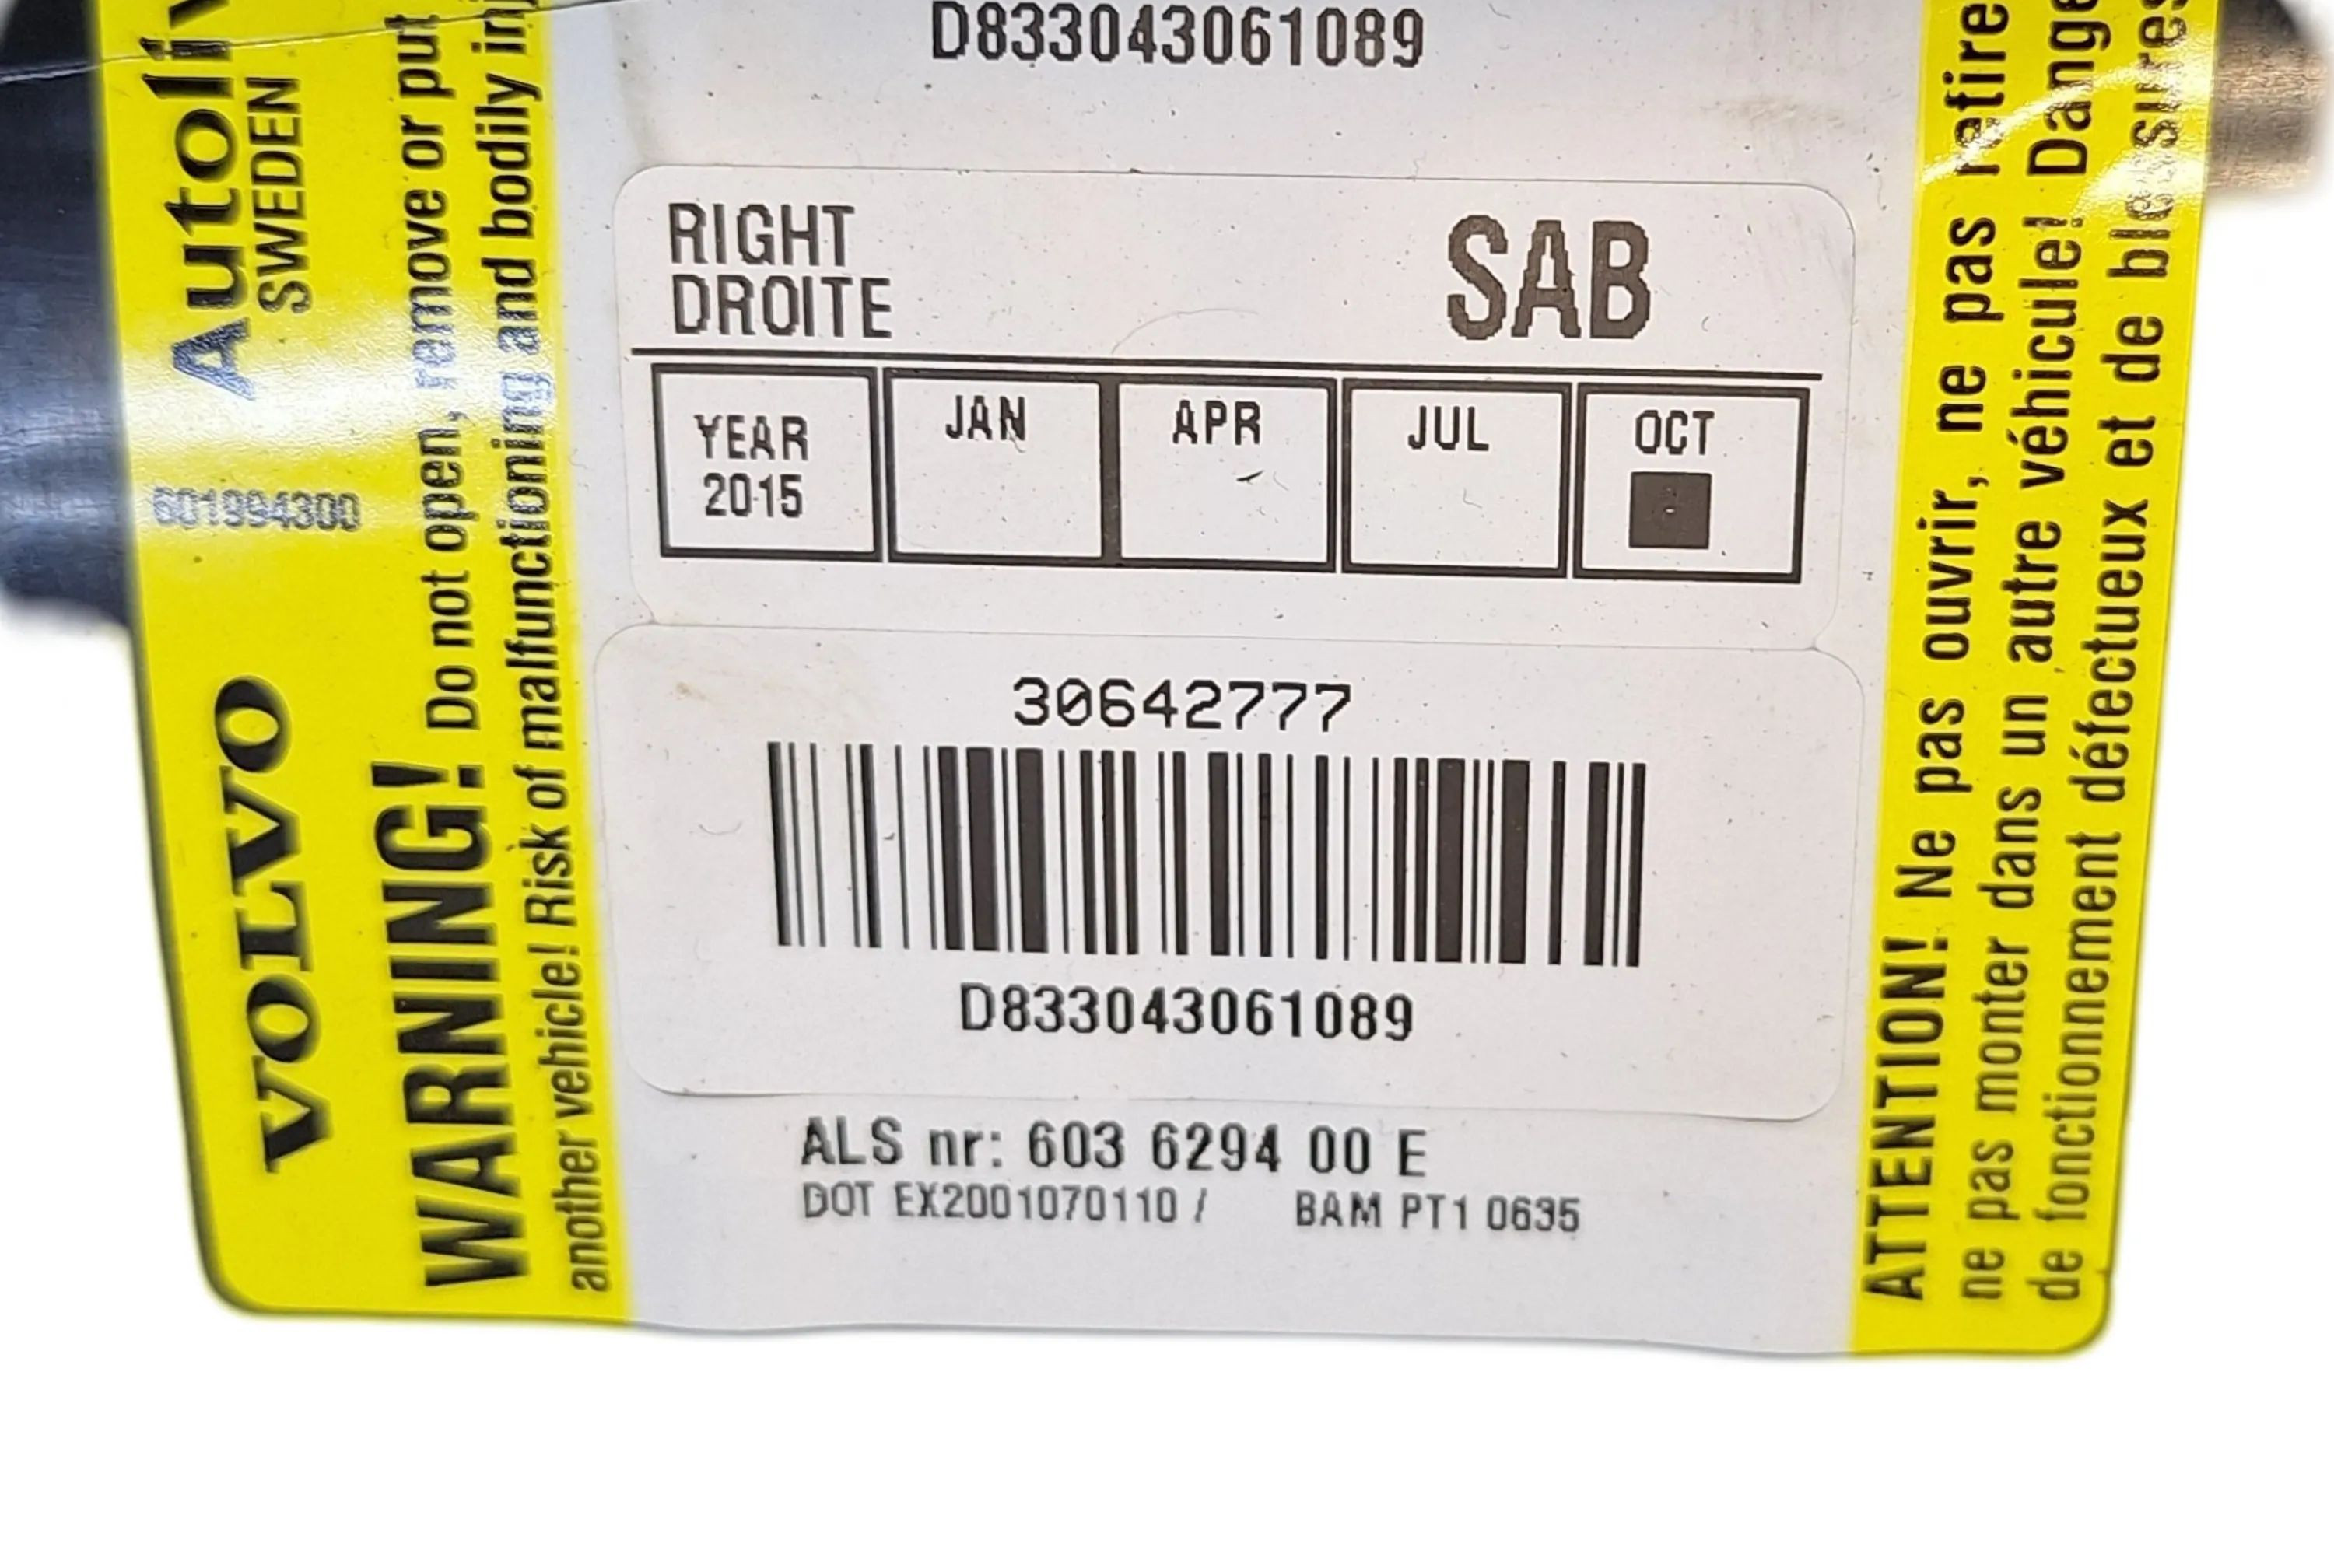 Autoliv
SWEDEN
601994300
VOLVO
WARNING! Do not open, remove or put
another vehicle! Risk of malfunctioning and bodily inj
D833043061089
RIGHT
DROITE
SAB
YEAR
2015
JAN
APR
JUL
OCT
30642777
D833043061089
ALS nr: 603 6294 00 E
DOT EX2001070110 / BAM PT1 0635
ATTENTION! Ne pas ouvrir, ne pas retire
ne pas monter dans un autre véhicule! Dange
de fonctionnement défectueux et de blessures